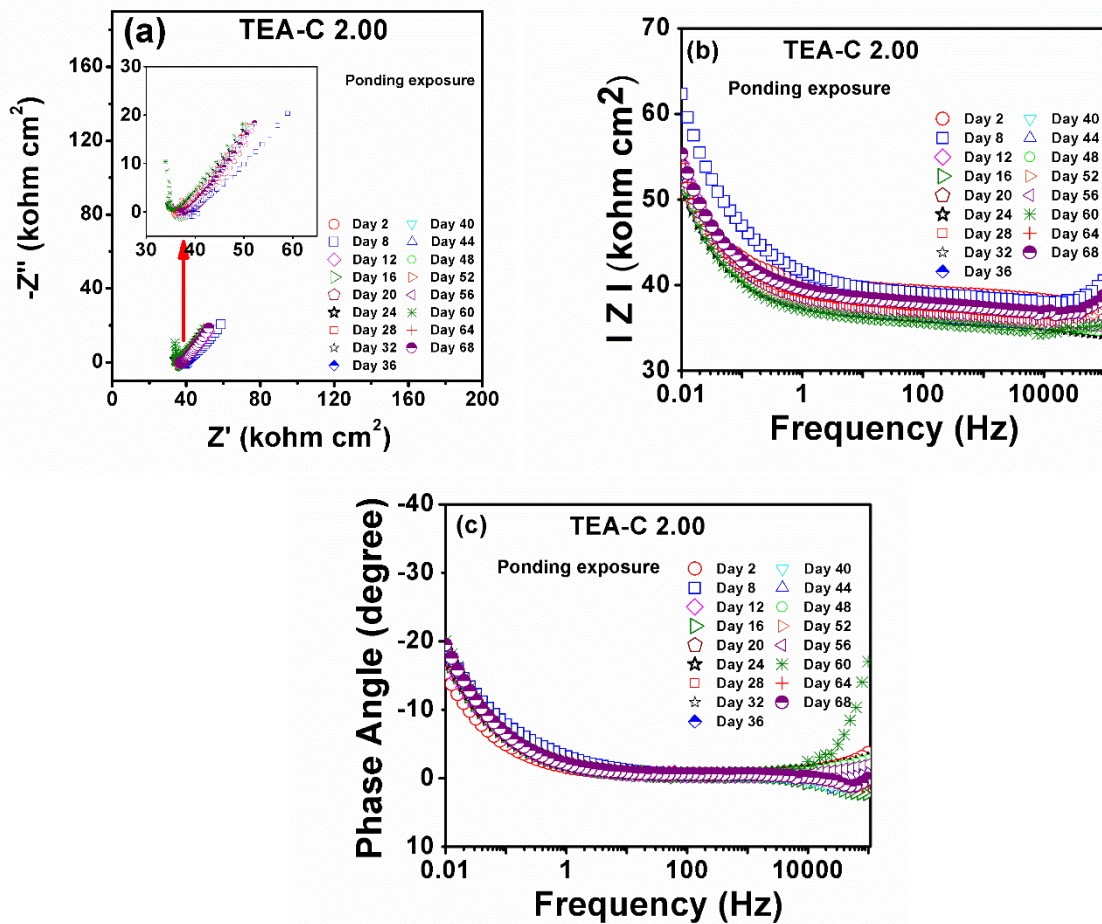 (a) TEA-C 2.00
Ponding exposure
-Z'' (kohm cm2)
180
160
140
120
100
80
60
40
20
0
30
20
10
0
30 40 50 60
Day 2 Day 40
Day 8 Day 44
Day 12 Day 48
Day 16 Day 52
Day 20 Day 56
Day 24 Day 60
Day 28 Day 64
Day 32 Day 68
Day 36
0 40 80 120 160 200
Z' (kohm cm2)
(b) TEA-C 2.00
Ponding exposure
I Z I ( kohm cm2)
70
60
50
40
30
Day 2 Day 40
Day 8 Day 44
Day 12 Day 48
Day 16 Day 52
Day 20 Day 56
Day 24 Day 60
Day 28 Day 64
Day 32 Day 68
Day 36
0.01 1 100 10000
Frequency (Hz)
(c) TEA-C 2.00
Ponding exposure
Phase Angle (degree)
-40
-30
-20
-10
0
10
Day 2 Day 40
Day 8 Day 44
Day 12 Day 48
Day 16 Day 52
Day 20 Day 56
Day 24 Day 60
Day 28 Day 64
Day 32 Day 68
Day 36
0.01 1 100 10000
Frequency (Hz)